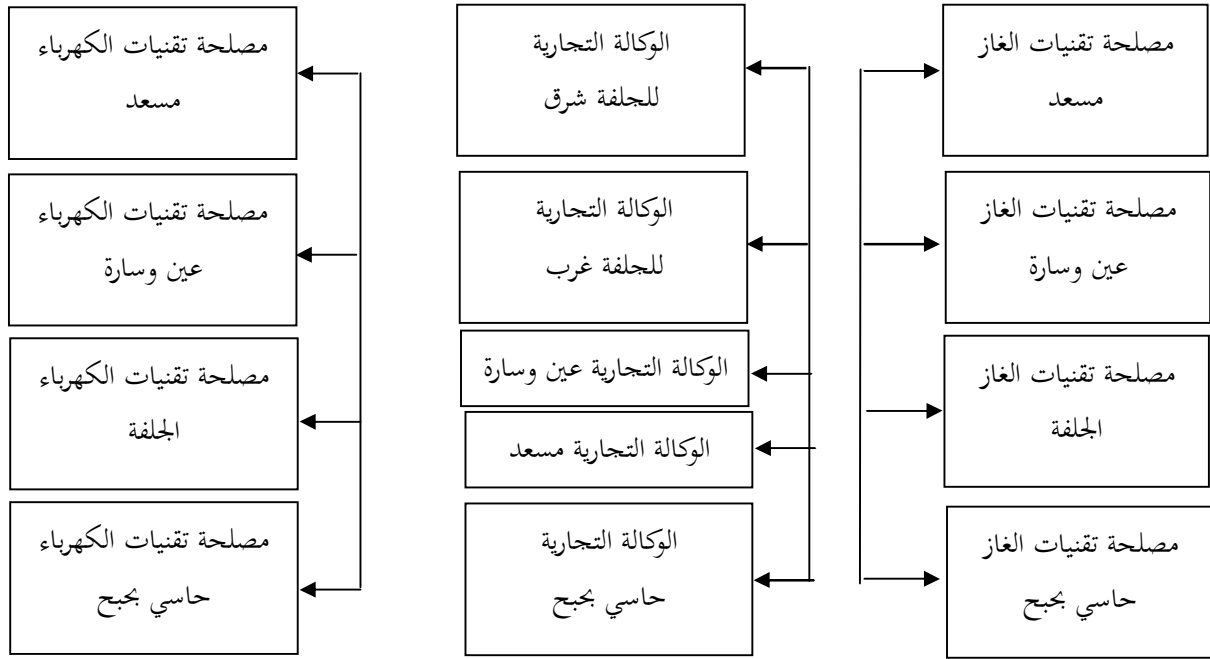 مصلحة تقنيات الغاز
مسعد
مصلحة تقنيات الغاز
عين وسارة
مصلحة تقنيات الغاز
الجلفة
مصلحة تقنيات الغاز
حاسي بحبح
الوكالة التجارية
للجلفة شرق
الوكالة التجارية
للجلفة غرب
الوكالة التجارية عين وسارة
الوكالة التجارية مسعد
الوكالة التجارية
حاسي بحبح
مصلحة تقنيات الكهرباء
مسعد
مصلحة تقنيات الكهرباء
عين وسارة
مصلحة تقنيات الكهرباء
الجلفة
مصلحة تقنيات الكهرباء
حاسي بحبح